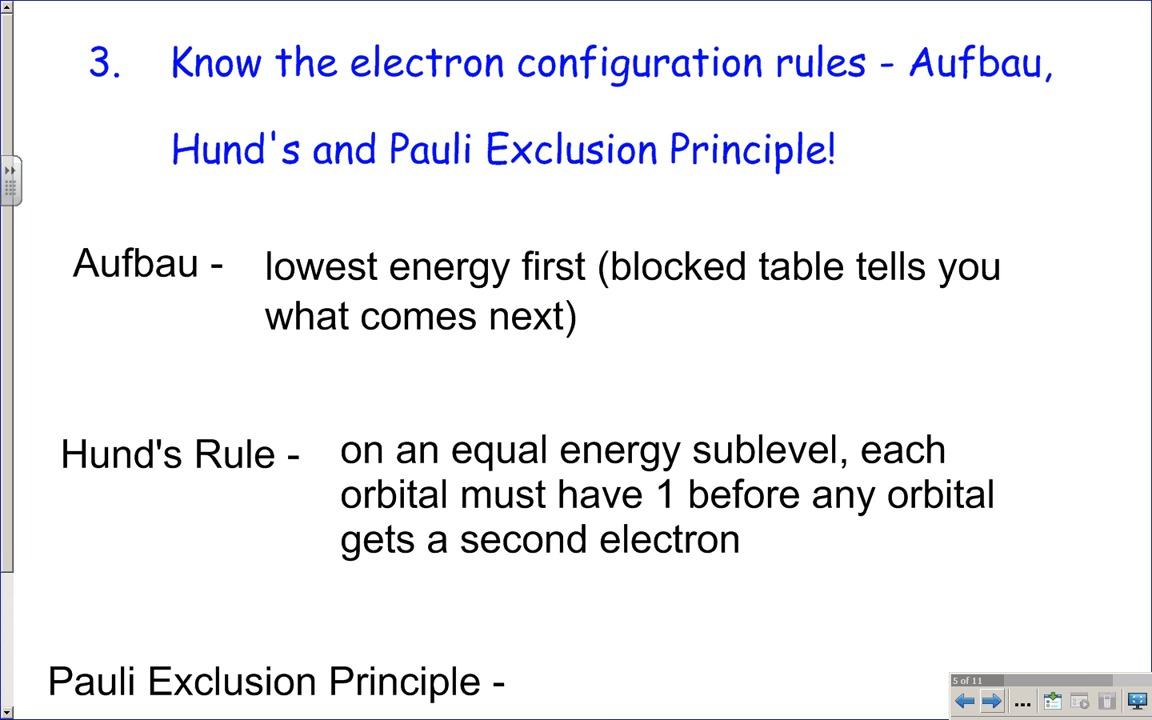 3. Know the electron configuration rules - Aufbau,
Hund's and Pauli Exclusion Principle!
Aufbau - lowest energy first (blocked table tells you
what comes next)
Hund's Rule - on an equal energy sublevel, each
orbital must have 1 before any orbital
gets a second electron
Pauli Exclusion Principle -
5 of 11
...